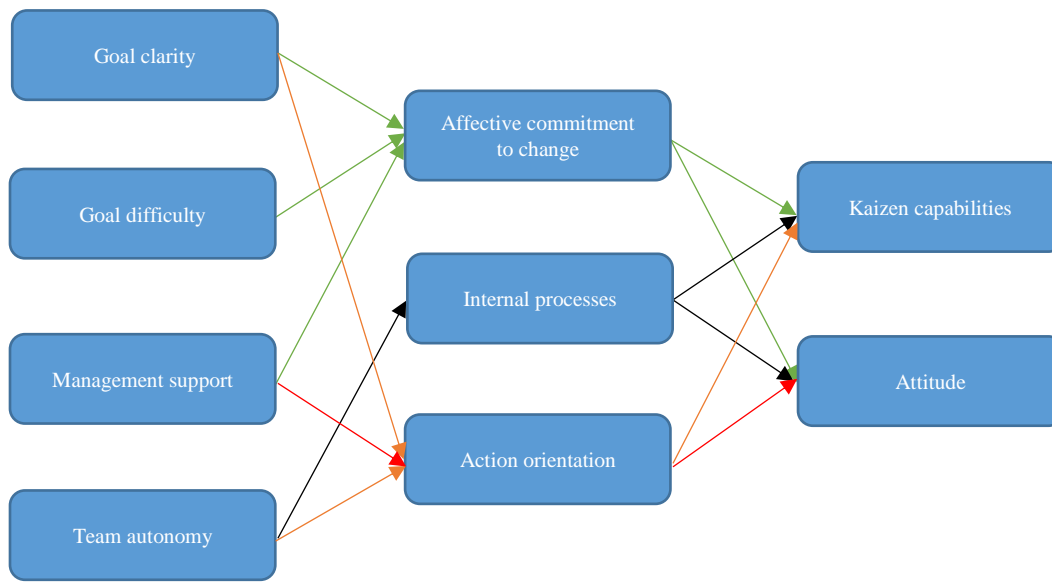 Goal clarity
Goal difficulty
Management support
Team autonomy
Affective commitment
to change
Internal processes
Action orientation
Kaizen capabilities
Attitude